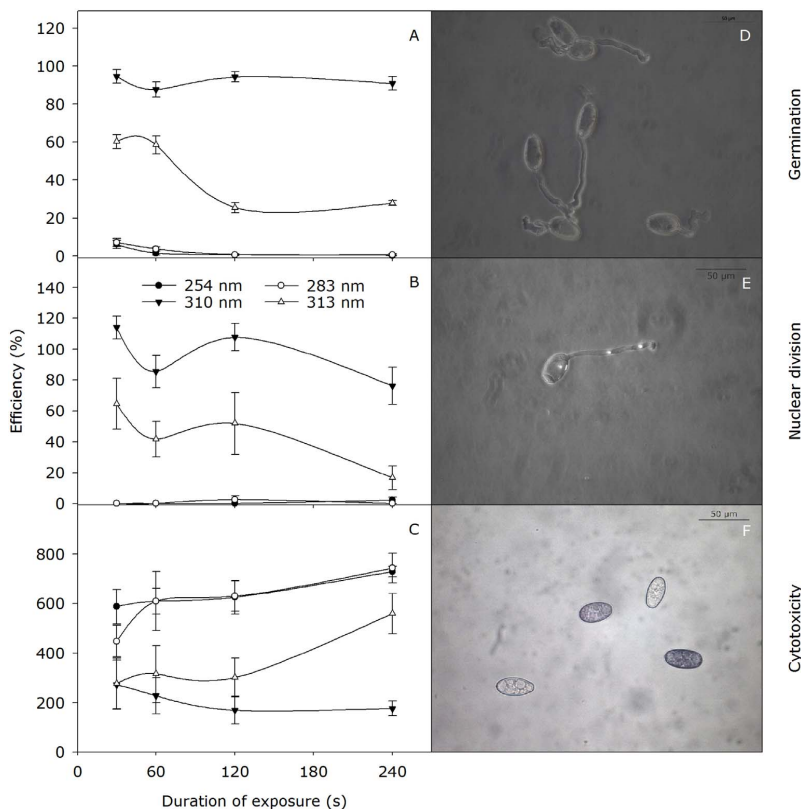 A
120
100
80
60
40
20
0
B
254 nm 283 nm
310 nm 313 nm
140
120
100
80
60
40
20
0
C
800
600
400
200
0
0 60 120 180 240
Duration of exposure (s)
Efficiency (%)
50 µm
D
Germination
50 µm
E
Nuclear division
50 µm
F
Cytotoxicity